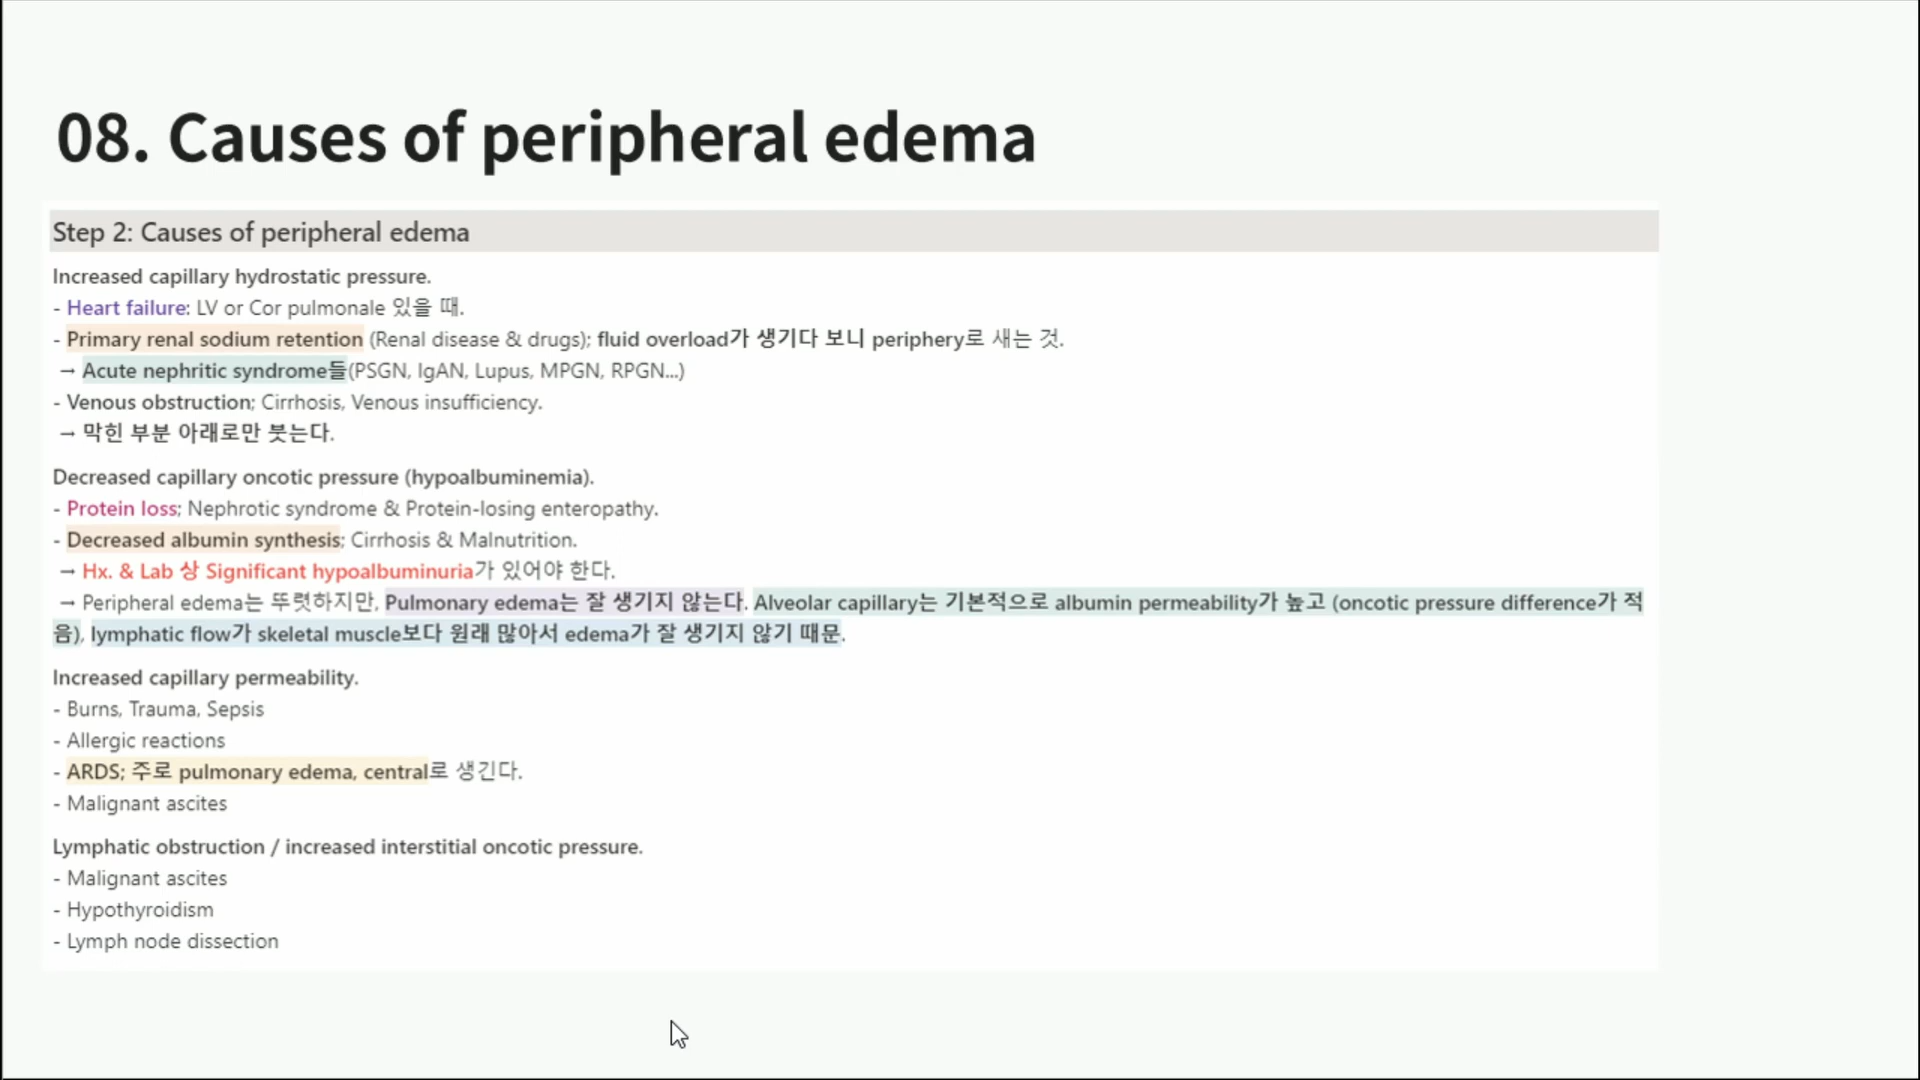 08. Causes of peripheral edema
Step 2: Causes of peripheral edema
Increased capillary hydrostatic pressure.
- Heart failure: LV or Cor pulmonale 있을 때.
- Primary renal sodium retention (Renal disease & drugs); fluid overload가 생기다 보니 periphery로 새는 것.
→ Acute nephritic syndrome들(PSGN, IgAN, Lupus, MPGN, RPGN...)
- Venous obstruction; Cirrhosis, Venous insufficiency.
→ 막힌 부분 아래로만 붓는다.
Decreased capillary oncotic pressure (hypoalbuminemia).
- Protein loss; Nephrotic syndrome & Protein-losing enteropathy.
- Decreased albumin synthesis; Cirrhosis & Malnutrition.
→ Hx. & Lab 상 Significant hypoalbuminuria가 있어야 한다.
→ Peripheral edema는 뚜렷하지만, Pulmonary edema는 잘 생기지 않는다. Alveolar capillary는 기본적으로 albumin permeability가 높고 (oncotic pressure difference가 적
음), lymphatic flow가 skeletal muscle보다 원래 많아서 edema가 잘 생기지 않기 때문.
Increased capillary permeability.
- Burns, Trauma, Sepsis
- Allergic reactions
- ARDS; 주로 pulmonary edema, central로 생긴다.
- Malignant ascites
Lymphatic obstruction / increased interstitial oncotic pressure.
- Malignant ascites
- Hypothyroidism
- Lymph node dissection